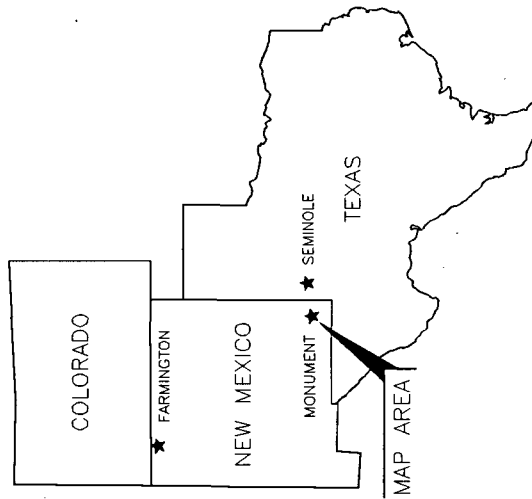 COLORADO
FARMINGTON
NEW MEXICO
MONUMENT
SEMINOLE
TEXAS
MAP AREA